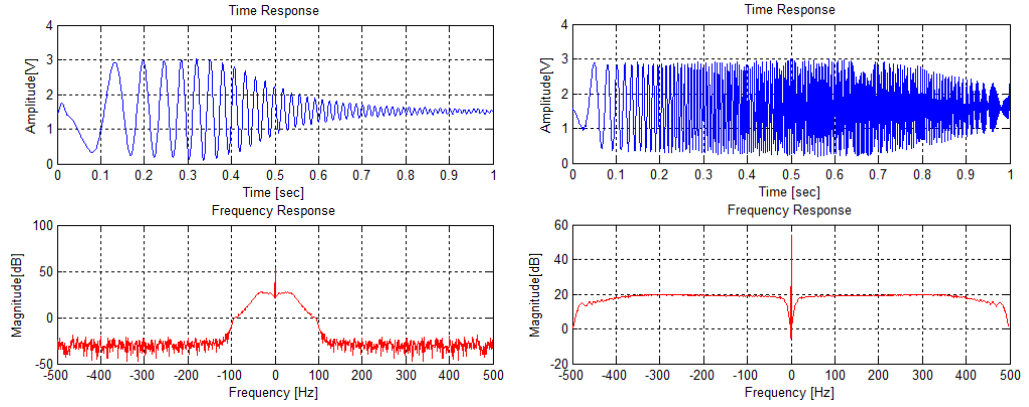 Time Response
4
3
2
1
0
Amplitude[V]
0 0.1 0.2 0.3 0.4 0.5 0.6 0.7 0.8 0.9 1
Time [sec]
Frequency Response
100
50
0
-50
Magnitude[dB]
-500 -400 -300 -200 -100 0 100 200 300 400 500
Frequency [Hz]
Time Response
4
3
2
1
0
Amplitude[V]
0 0.1 0.2 0.3 0.4 0.5 0.6 0.7 0.8 0.9 1
Time [sec]
Frequency Response
60
40
20
0
-20
Magnitude[dB]
-500 -400 -300 -200 -100 0 100 200 300 400 500
Frequency [Hz]